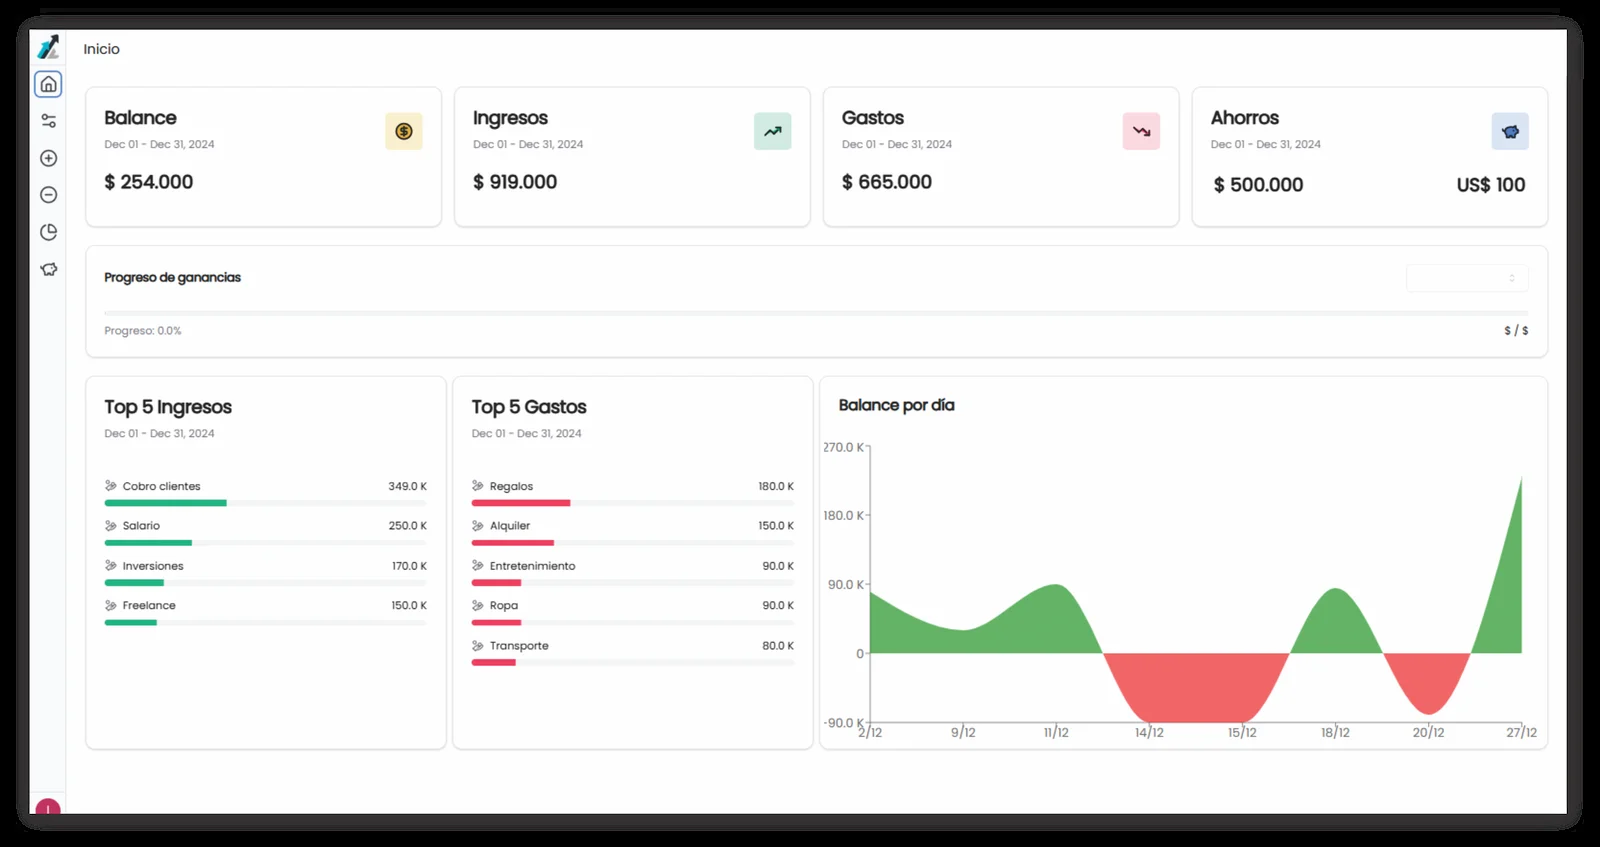 Inicio
Balance
Dec 01 - Dec 31, 2024
$ 254.000
Ingresos
Dec 01 - Dec 31, 2024
$ 919.000
Gastos
Dec 01 - Dec 31, 2024
$ 665.000
Ahorros
Dec 01 - Dec 31, 2024
$ 500.000 US$ 100
Progreso de ganancias
Progreso: 0.0% $ / $
Top 5 Ingresos
Dec 01 - Dec 31, 2024
Cobro clientes 349.0 K
Salario 250.0 K
Inversiones 170.0 K
Freelance 150.0 K
Top 5 Gastos
Dec 01 - Dec 31, 2024
Regalos 180.0 K
Alquiler 150.0 K
Entretenimiento 90.0 K
Ropa 90.0 K
Transporte 80.0 K
Balance por día
270.0 K
180.0 K
90.0 K
0
-90.0 K
2/12 9/12 11/12 14/12 15/12 18/12 20/12 27/12